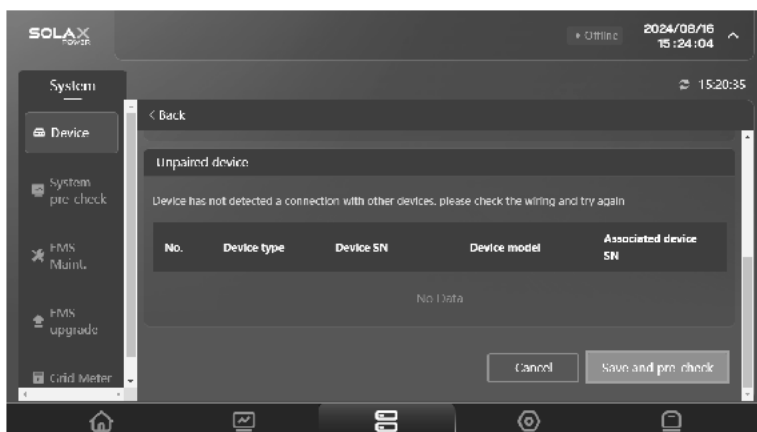 SOLAX
POWER
Offline
2024/08/16
15:24:04
System
15:20:35
< Back
Device
Unpaired device
System
pre-check
Device has not detected a connection with other devices, please check the wiring and try again
No.
Device type
Device SN
Device model
Associated device
SN
EMS
Maint.
No Data
EMS
upgrade
Cancel
Save and pre-check
Grid Meter